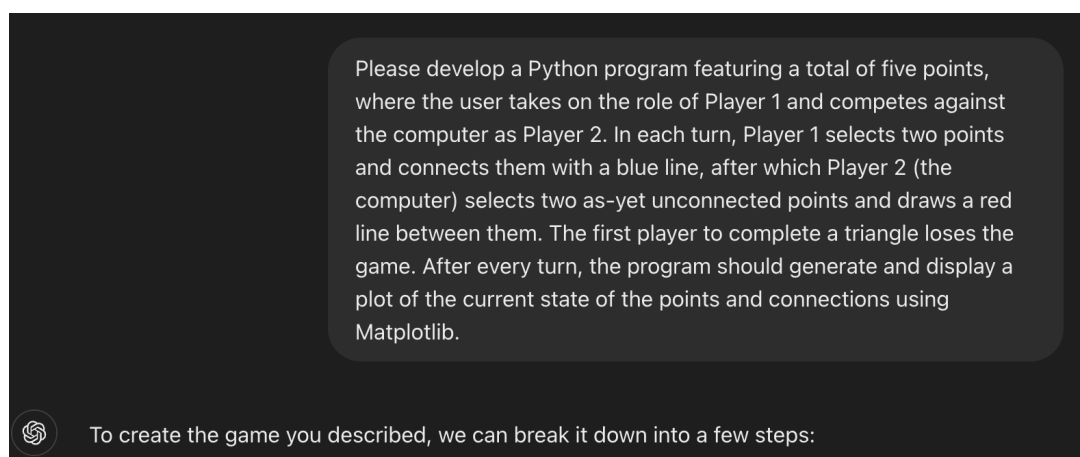 Please develop a Python program featuring a total of five points,
where the user takes on the role of Player 1 and competes against
the computer as Player 2. In each turn, Player 1 selects two points
and connects them with a blue line, after which Player 2 (the
computer) selects two as-yet unconnected points and draws a red
line between them. The first player to complete a triangle loses the
game. After every turn, the program should generate and display a
plot of the current state of the points and connections using
Matplotlib.
To create the game you described, we can break it down into a few steps: